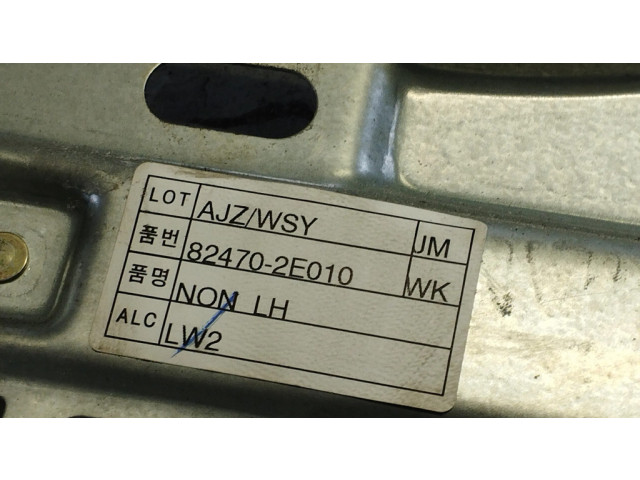 LOT AJZ/WSY JM
품번 82470-2E010 WK
품명 NON LH
ALC LW2